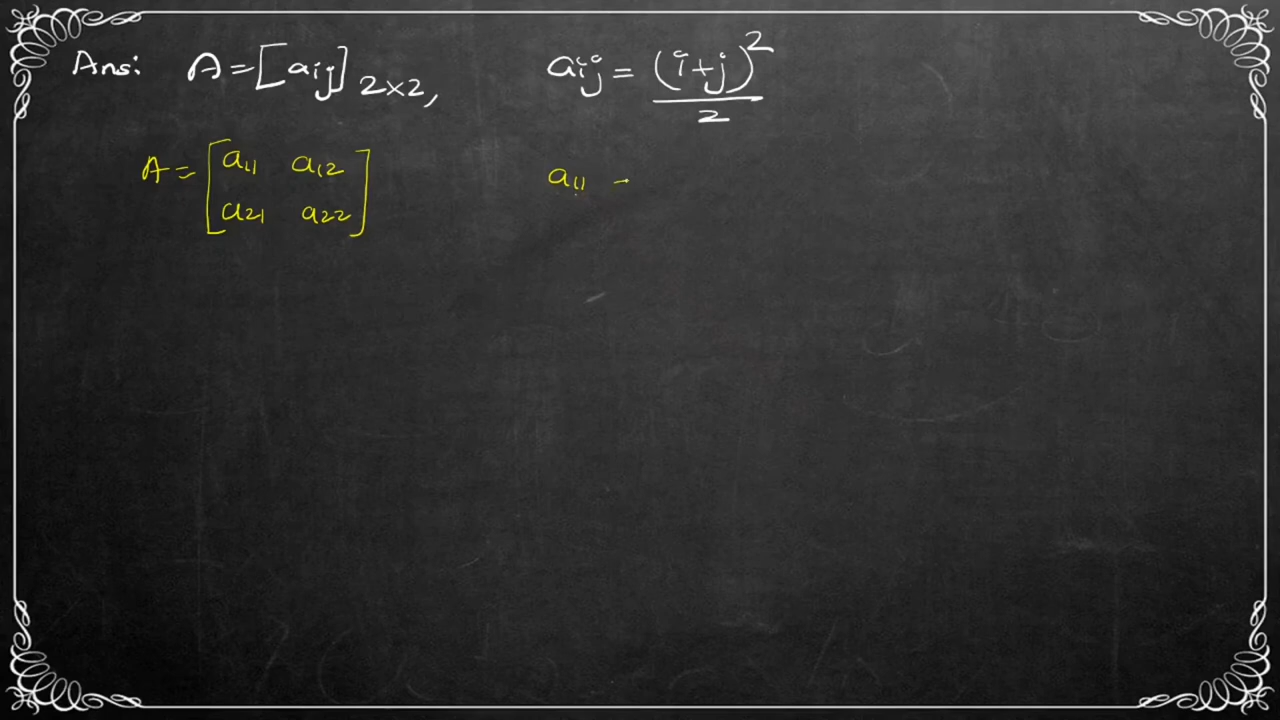 Ans: A = [aij] 2×2, aij = (i+j)²/2
A = [a11 a12
a21 a22]
a11 -